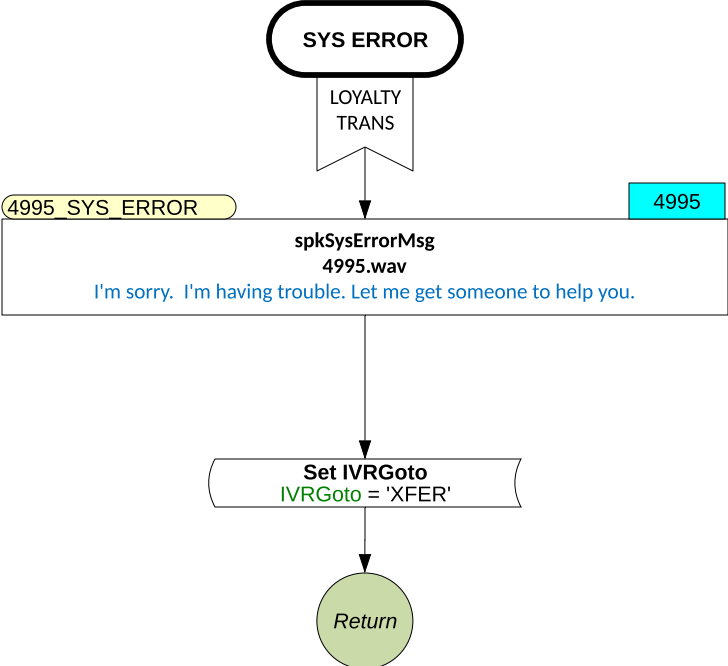 SYS ERROR
LOYALTY
TRANS
4995_SYS_ERROR
4995
spkSysErrorMsg
4995.wav
I'm sorry.  I'm having trouble. Let me get someone to help you.
Set IVRGoto
IVRGoto = 'XFER'
Return